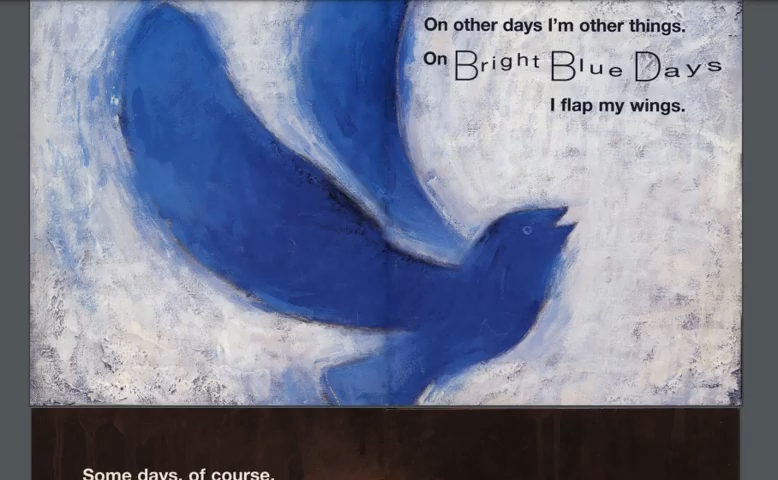 On other days I'm other things.
On Bright Blue Days
I flap my wings.
Some days, of course,